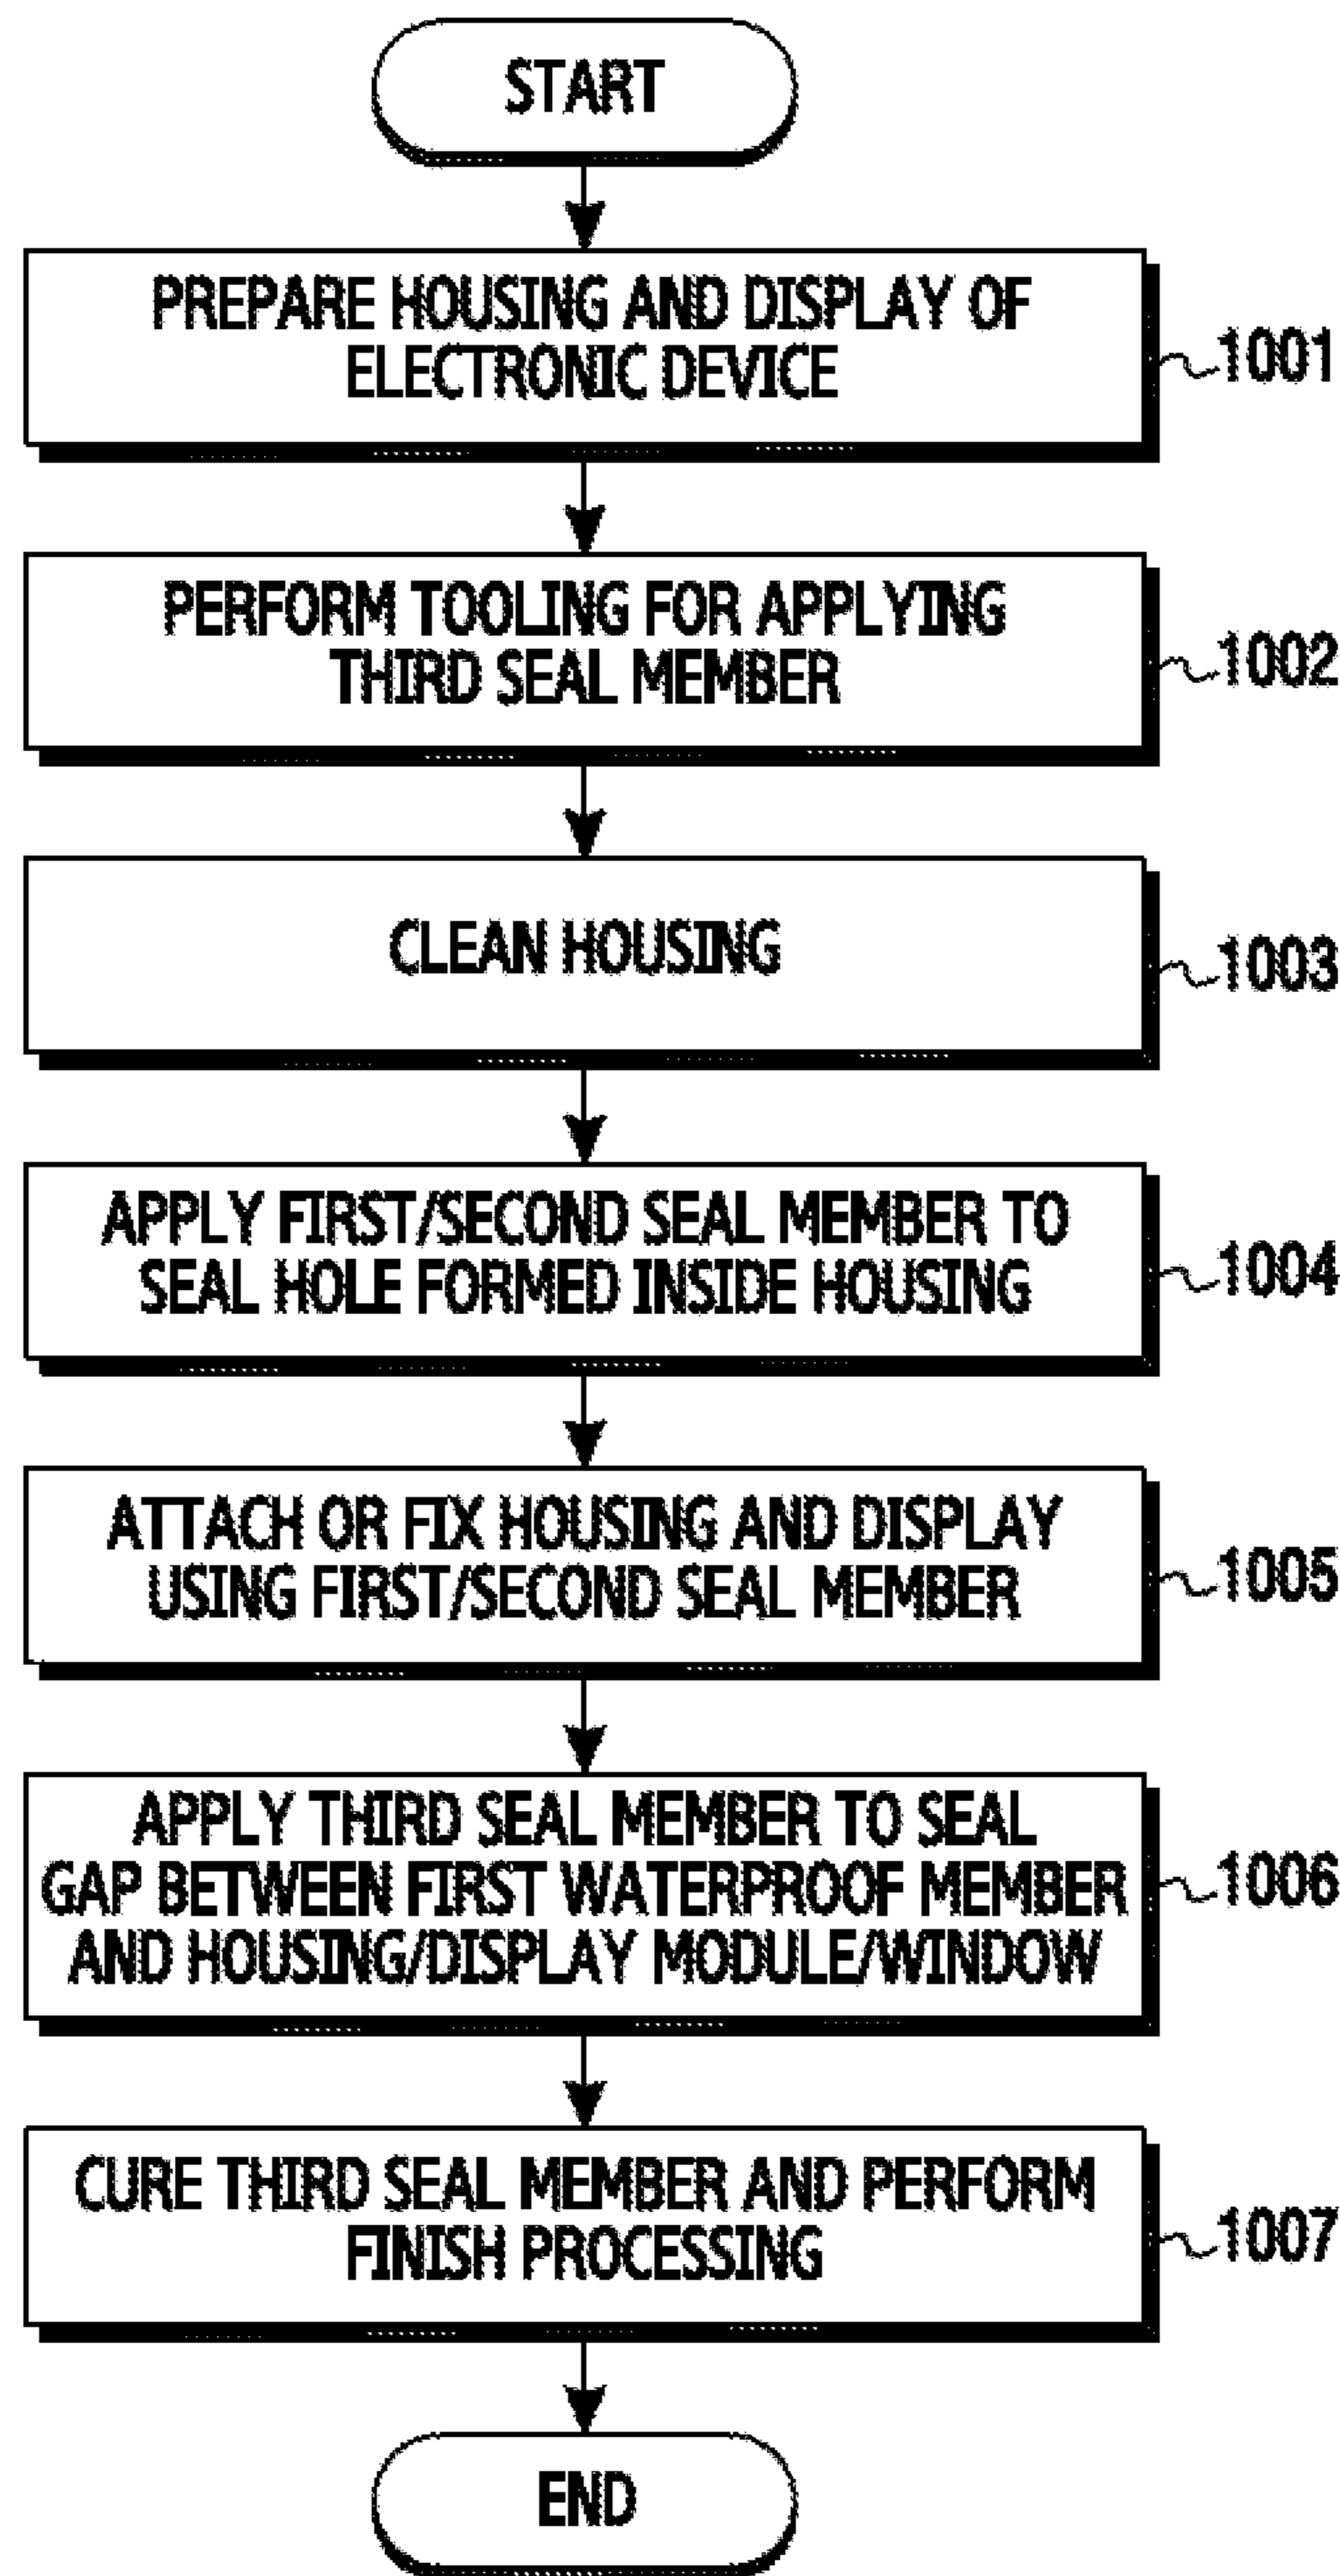 START
PREPARE HOUSING AND DISPLAY OF
ELECTRONIC DEVICE
1001
PERFORM TOOLING FOR APPLYING
THIRD SEAL MEMBER
1002
CLEAN HOUSING
1003
APPLY FIRST/SECOND SEAL MEMBER TO
SEAL HOLE FORMED INSIDE HOUSING
1004
ATTACH OR FIX HOUSING AND DISPLAY
USING FIRST/SECOND SEAL MEMBER
1005
APPLY THIRD SEAL MEMBER TO SEAL
GAP BETWEEN FIRST WATERPROOF MEMBER
AND HOUSING/DISPLAY MODULE/WINDOW
1006
CURE THIRD SEAL MEMBER AND PERFORM
FINISH PROCESSING
1007
END